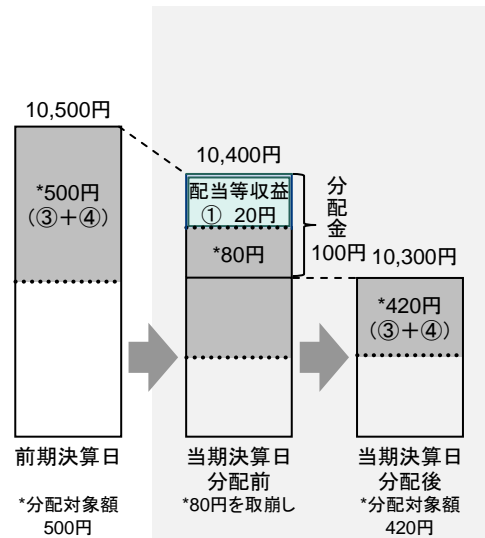 10,500円
*500円
(③+④)
前期決算日
*分配対象額
500円
10,400円
配当等収益
① 20円
*80円
分配金
100円
当期決算日
分配前
*80円を取崩し
10,300円
*420円
(③+④)
当期決算日
分配後
*分配対象額
420円